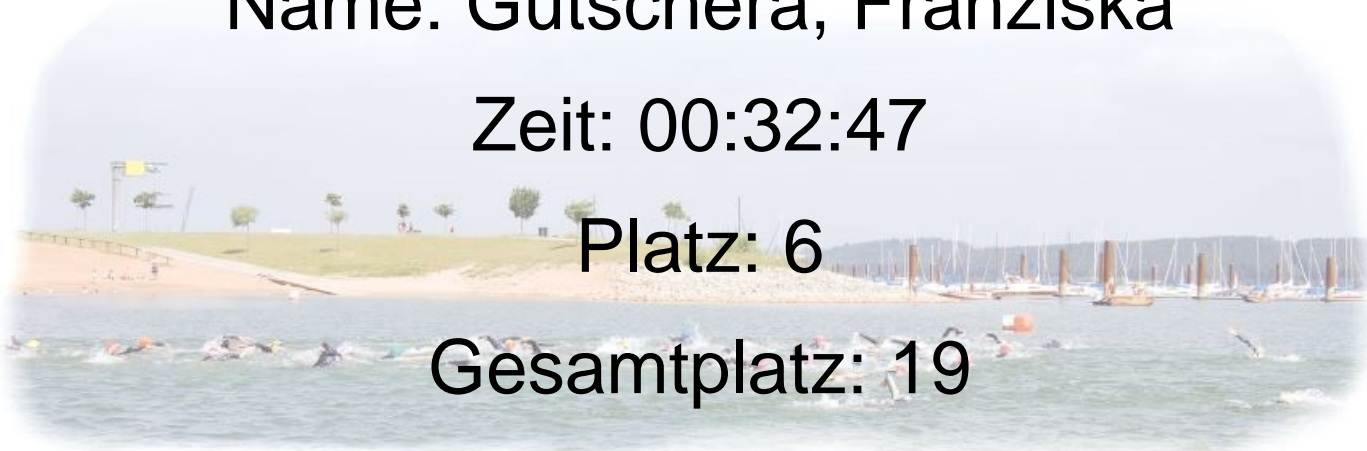 Name: Gutschera, Franziska
Zeit: 00:32:47
Platz: 6
Gesamtplatz: 19